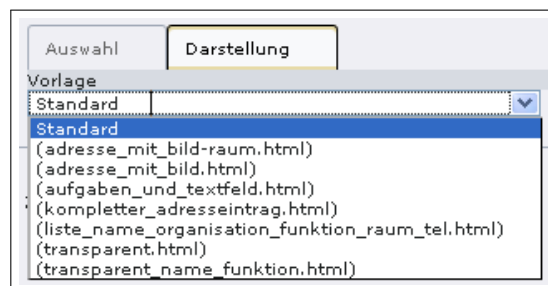 Auswahl Darstellung
Vorlage
Standard
Standard
(adresse_mit_bild-raum.html)
(adresse_mit_bild.html)
(aufgaben_und_textfeld.html)
(kompletter_adresseintrag.html)
(liste_name_organisation_funktion_raum_tel.html)
(transparent.html)
(transparent_name_funktion.html)